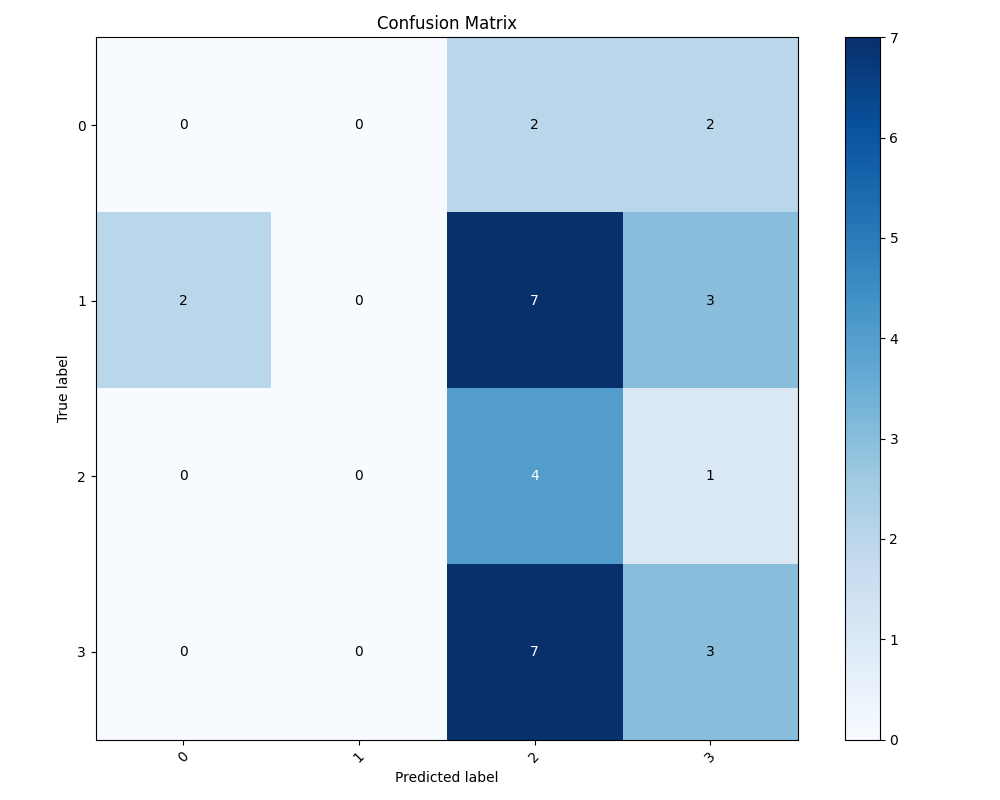 Confusion Matrix
7
0 0 0 2 2
6
5
1 2 0 7 3
4
True label
3
2 0 0 4 1
2
1
3 0 0 7 3
0
0 1 2 3
Predicted label